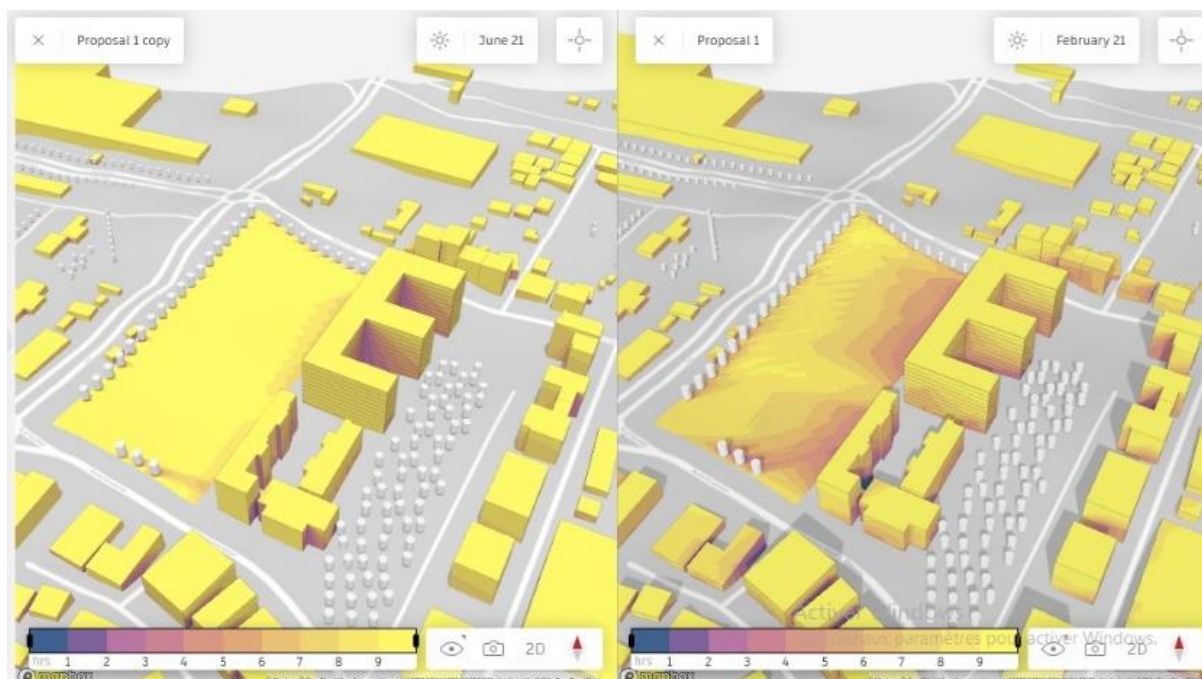 Proposal 1 copy
June 21
Proposal 1
February 21
Activer Windows
aux paramètres pour activer Windows.
hrs 1 2 3 4 5 6 7 8 9
2D
hrs 1 2 3 4 5 6 7 8 9
2D
mapbox
mapbox